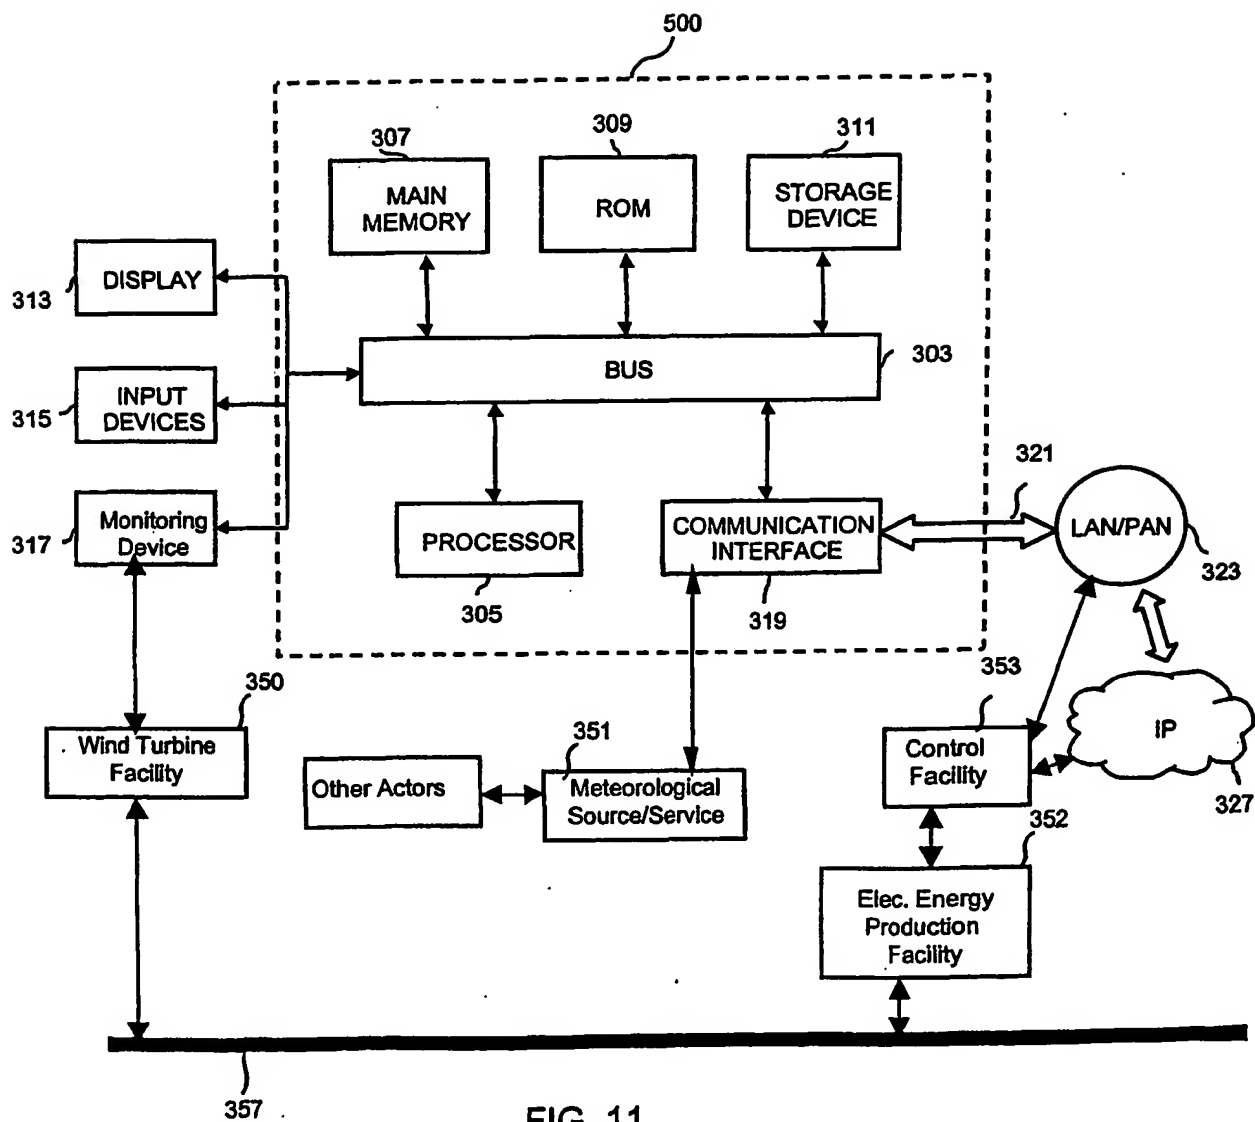 500
307
309
311
MAIN
MEMORY
ROM
STORAGE
DEVICE
DISPLAY
313
BUS
303
INPUT
DEVICES
315
321
Monitoring
Device
317
PROCESSOR
305
COMMUNICATION
INTERFACE
319
LAN/PAN
323
350
Wind Turbine
Facility
351
Other Actors
Meteorological
Source/Service
353
Control
Facility
IP
327
352
Elec. Energy
Production
Facility
357
FIG. 11